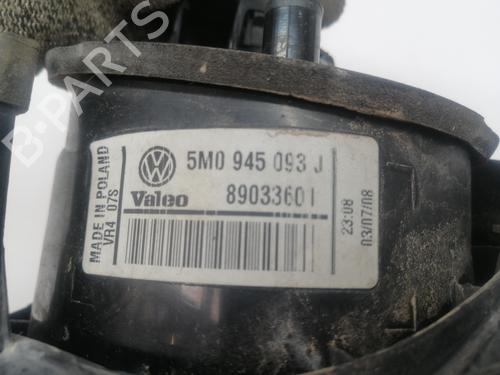 B-PARTS
5M0 945 093 J
Valeo
89033601
MADE IN POLAND
VR4 07S
23:08
03/07/08